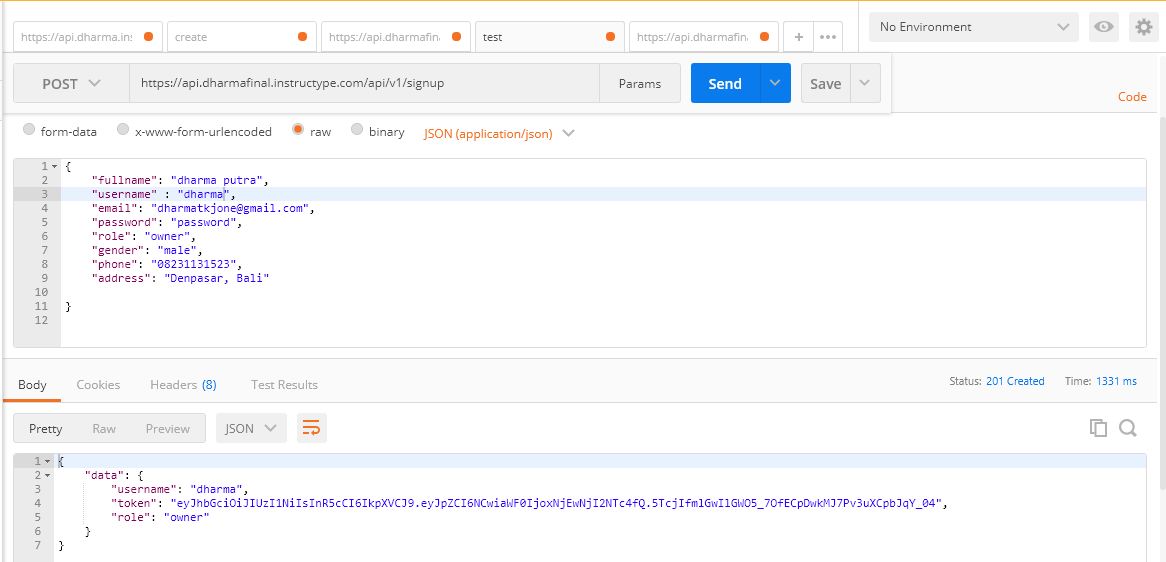 https://api.dharma.ins create https://api.dharmafina test https://api.dharmafina + ••• No Environment
POST https://api.dharmafinal.instructype.com/api/v1/signup Params Send Save
Code
form-data x-www-form-urlencoded raw binary JSON (application/json)
1 {
2 "fullname": "dharma putra",
3 "username" : "dharma",
4 "email": "dharmatkjone@gmail.com",
5 "password": "password",
6 "role": "owner",
7 "gender": "male",
8 "phone": "08231131523",
9 "address": "Denpasar, Bali"
10
11 }
12
Body Cookies Headers (8) Test Results Status: 201 Created Time: 1331 ms
Pretty Raw Preview JSON
1 {
2 "data": {
3 "username": "dharma",
4 "token": "eyJhbGciOiJIUzI1NiIsInR5cCI6IkpXVCJ9.eyJpZCI6NCwiaWF0IjoxNjEwNjI2NTc4fQ.5TcjIfmlGwIlGWO5_7OfECpDwkMJ7Pv3uXCpbJqY_04",
5 "role": "owner"
6 }
7 }